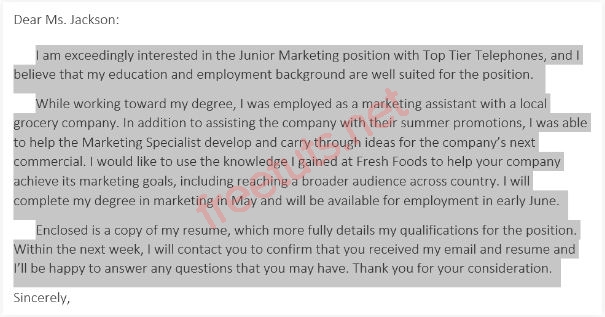 Dear Ms. Jackson:
I am exceedingly interested in the Junior Marketing position with Top Tier Telephones, and I
believe that my education and employment background are well suited for the position.
While working toward my degree, I was employed as a marketing assistant with a local
grocery company. In addition to assisting the company with their summer promotions, I was able
to help the Marketing Specialist develop and carry through ideas for the company’s next
commercial. I would like to use the knowledge I gained at Fresh Foods to help your company
achieve its marketing goals, including reaching a broader audience across country. I will
complete my degree in marketing in May and will be available for employment in early June.
Enclosed is a copy of my resume, which more fully details my qualifications for the position.
Within the next week, I will contact you to confirm that you received my email and resume and
I’ll be happy to answer any questions that you may have. Thank you for your consideration.
Sincerely,
freetuts.net